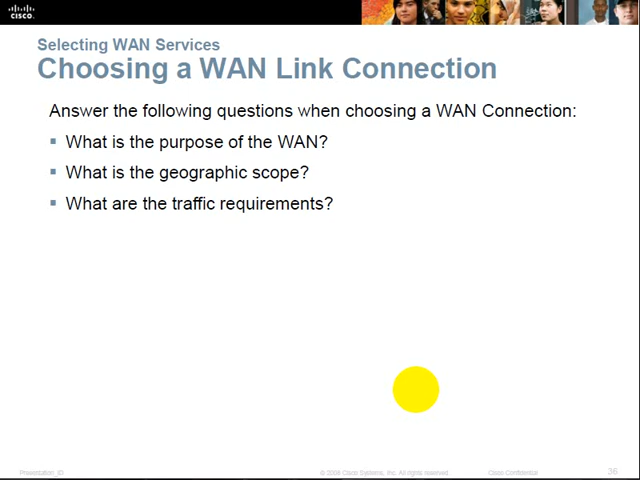 CISCO
Selecting WAN Services
Choosing a WAN Link Connection
Answer the following questions when choosing a WAN Connection:
What is the purpose of the WAN?
What is the geographic scope?
What are the traffic requirements?
Presentation_ID
© 2008 Cisco Systems, Inc. All rights reserved.
Cisco Confidential
36